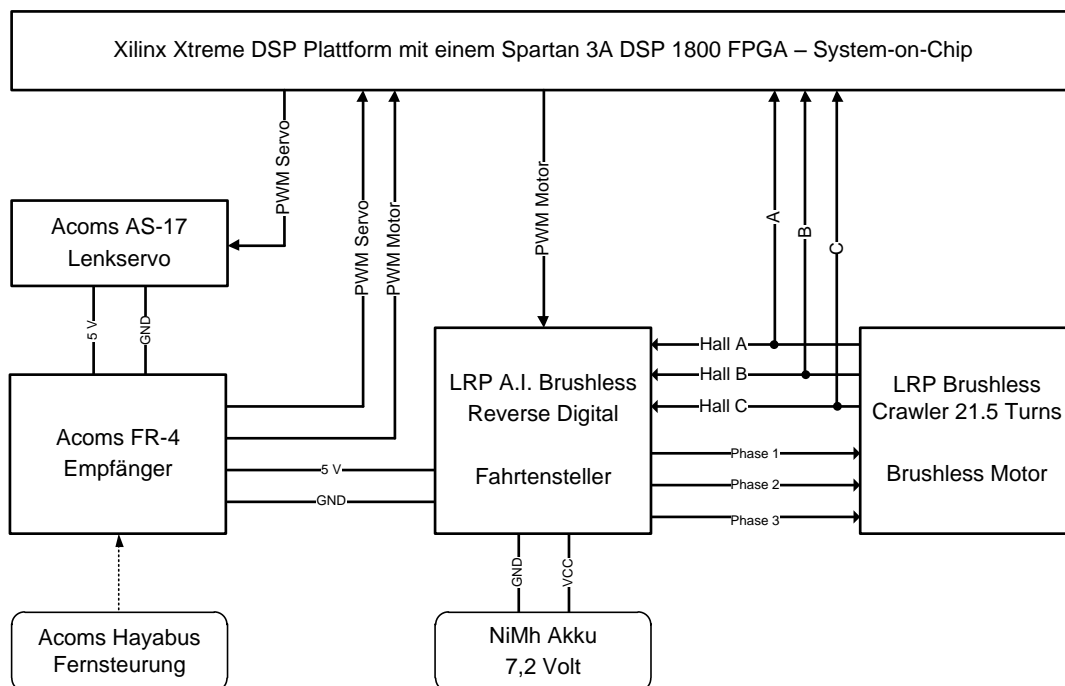 Xilinx Xtreme DSP Plattform mit einem Spartan 3A DSP 1800 FPGA – System-on-Chip
PWM Servo
PWM Servo
PWM Motor
PWM Motor
A
B
C
Acoms AS-17
Lenkservo
5 V
GND
Acoms FR-4
Empfänger
5 V
GND
LRP A.I. Brushless
Reverse Digital
Fahrtensteller
Hall A
Hall B
Hall C
Phase 1
Phase 2
Phase 3
LRP Brushless
Crawler 21.5 Turns
Brushless Motor
GND
VCC
Acoms Hayabus
Fernsteurung
NiMh Akku
7,2 Volt